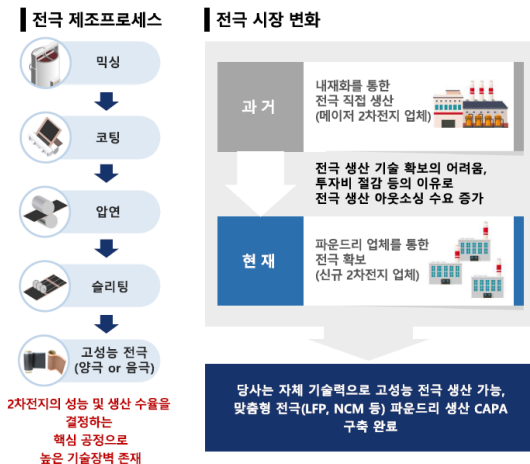 전극 제조프로세스
믹싱
코팅
압연
슬리팅
고성능 전극
(양극 or 음극)
2차전지의 성능 및 생산 수율을
결정하는
핵심 공정으로
높은 기술장벽 존재
전극 시장 변화
과 거
내재화를 통한
전극 직접 생산
(메이저 2차전지 업체)
전극 생산 기술 확보의 어려움,
투자비 절감 등의 이유로
전극 생산 아웃소싱 수요 증가
현 재
파운드리 업체를 통한
전극 확보
(신규 2차전지 업체)
당사는 자체 기술력으로 고성능 전극 생산 가능,
맞춤형 전극(LFP, NCM 등) 파운드리 생산 CAPA
구축 완료